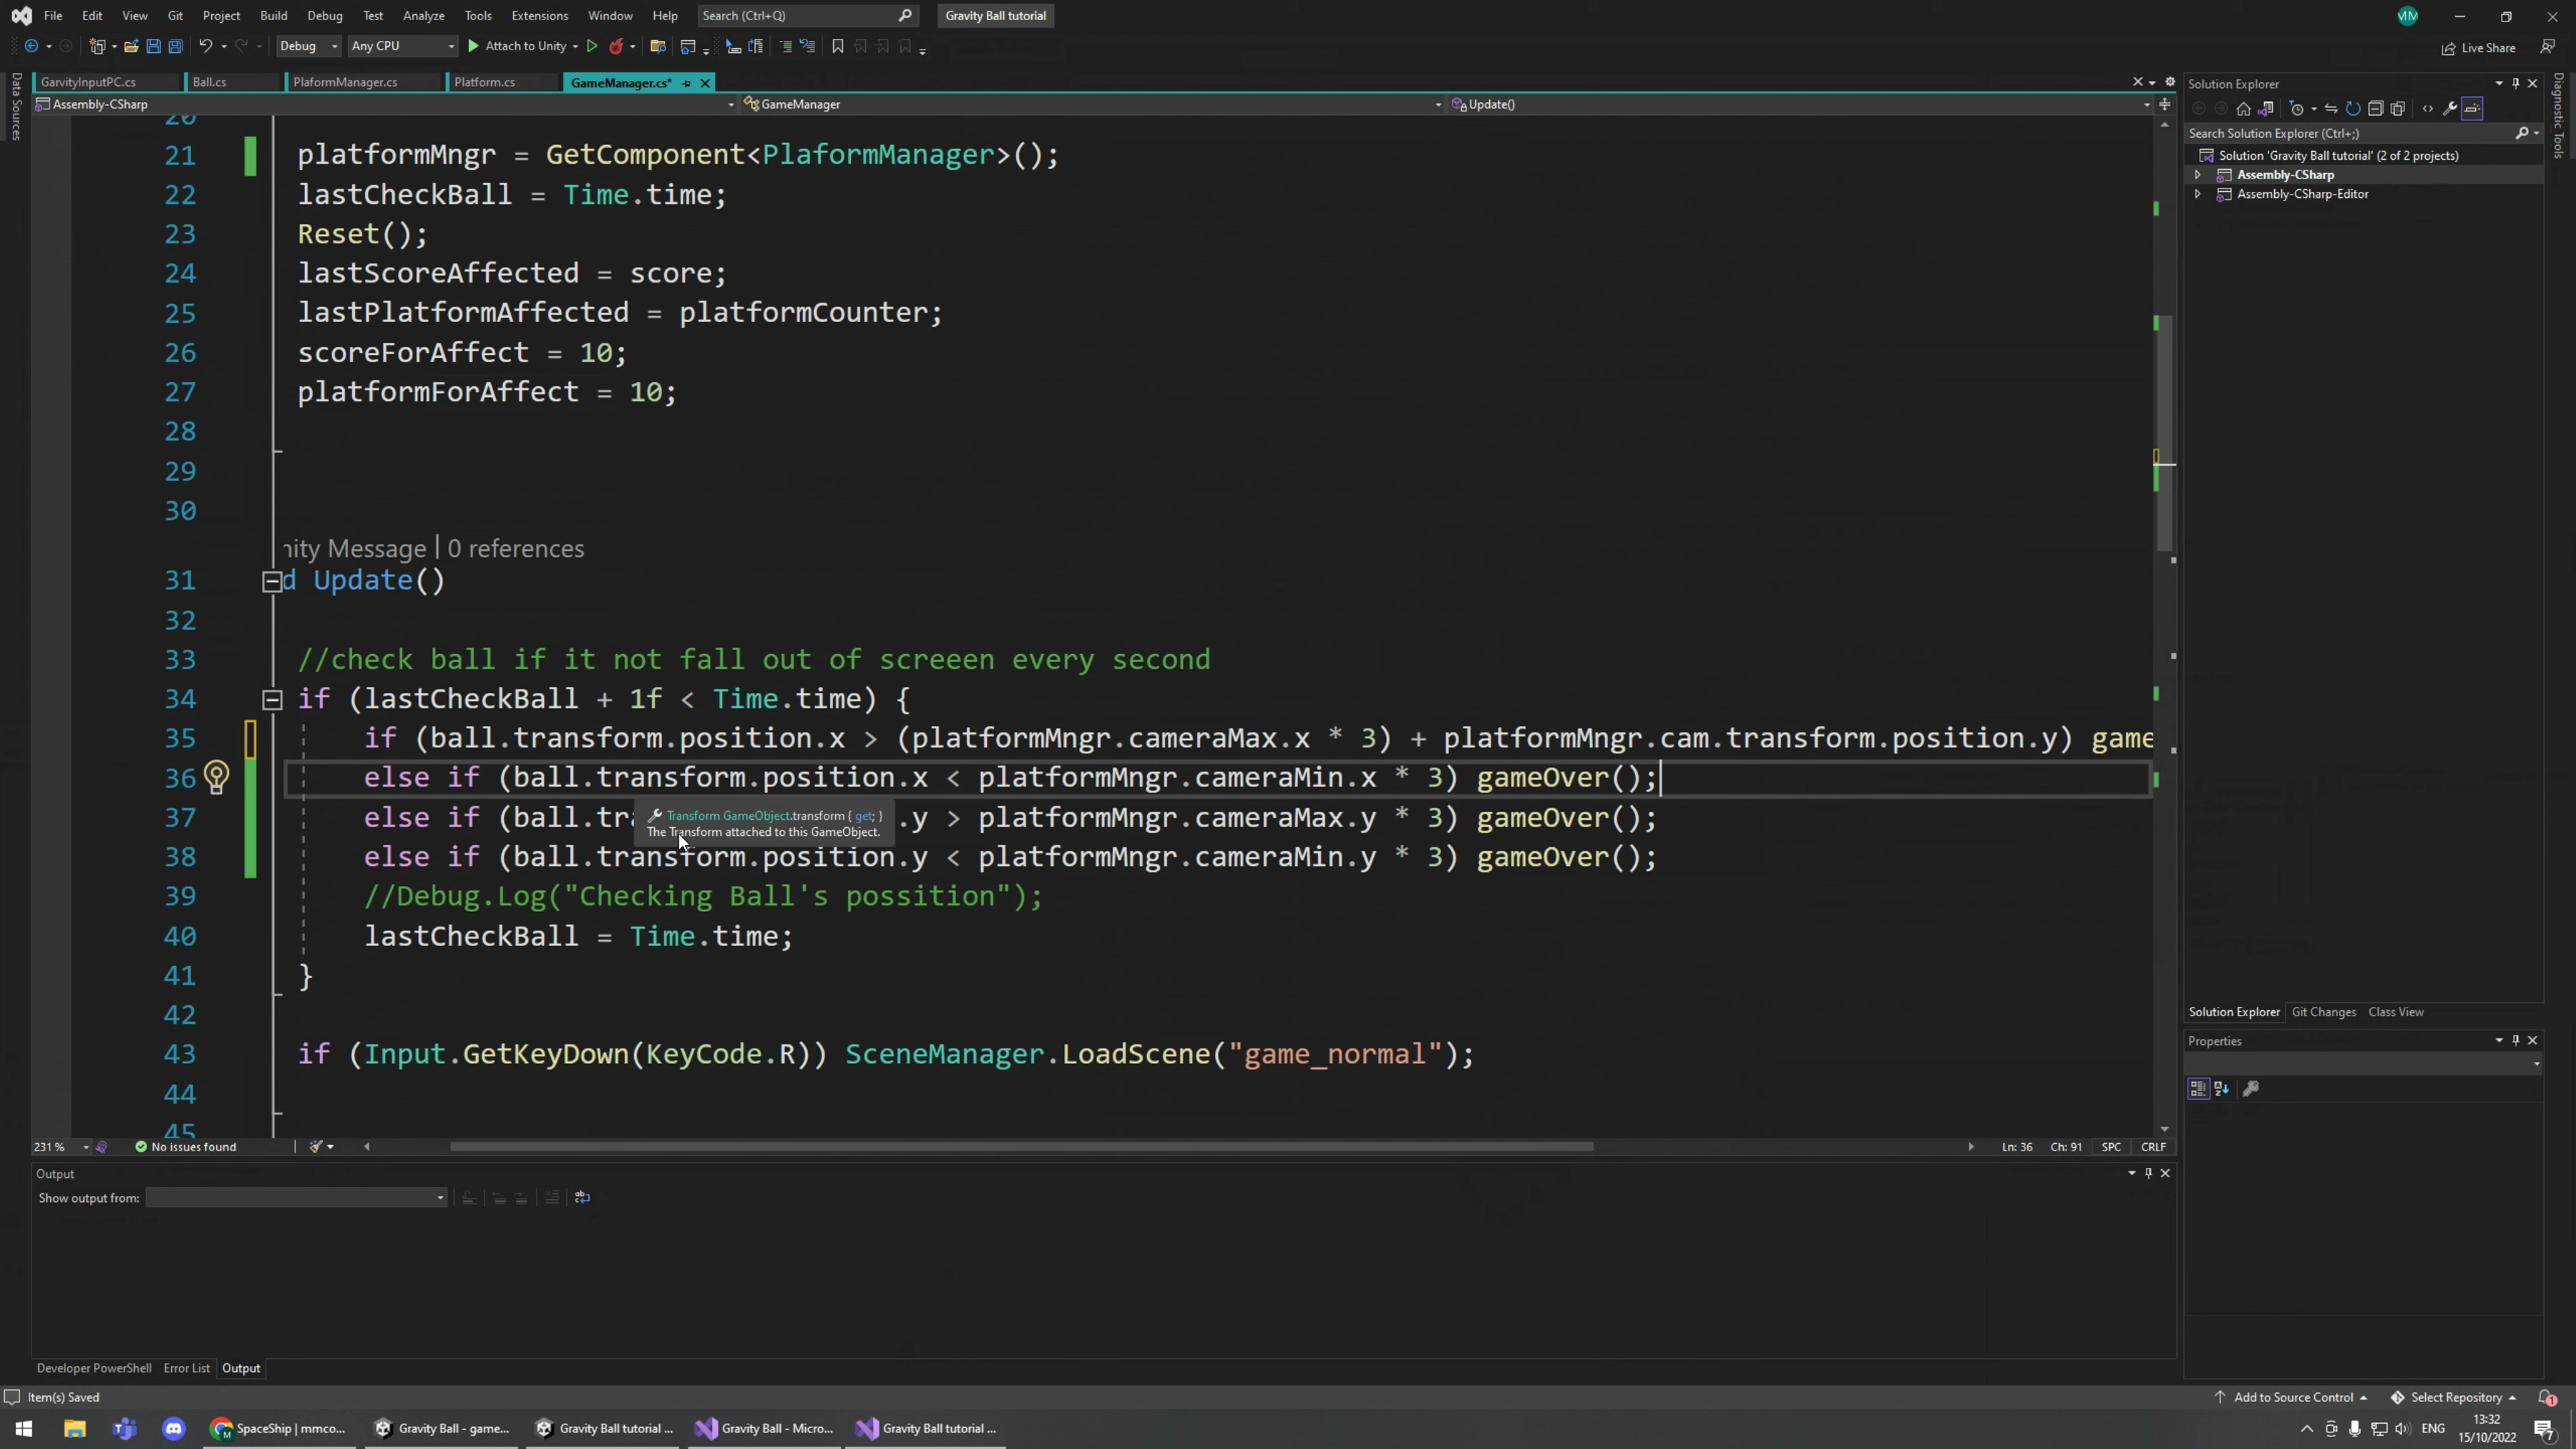 File Edit View Git Project Build Debug Test Analyze Tools Extensions Window Help Search (Ctrl+Q) Gravity Ball tutorial MM
Debug Any CPU Attach to Unity Live Share
GarvityInputPC.cs Ball.cs PlaformManager.cs Platform.cs GameManager.cs*
Assembly-CSharp GameManager Update()
Data Sources
20
21 platformMngr = GetComponent<PlaformManager>();
22 lastCheckBall = Time.time;
23 Reset();
24 lastScoreAffected = score;
25 lastPlatformAffected = platformCounter;
26 scoreForAffect = 10;
27 platformForAffect = 10;
28
29
30
nity Message | 0 references
31 d Update()
32
33 //check ball if it not fall out of screeen every second
34 if (lastCheckBall + 1f < Time.time) {
35 if (ball.transform.position.x > (platformMngr.cameraMax.x * 3) + platformMngr.cam.transform.position.y) game
36 else if (ball.transform.position.x < platformMngr.cameraMin.x * 3) gameOver();
37 else if (ball.tra .y > platformMngr.cameraMax.y * 3) gameOver();
Transform GameObject.transform { get; }
The Transform attached to this GameObject.
38 else if (ball.transform.position.y < platformMngr.cameraMin.y * 3) gameOver();
39 //Debug.Log("Checking Ball's possition");
40 lastCheckBall = Time.time;
41 }
42
43 if (Input.GetKeyDown(KeyCode.R)) SceneManager.LoadScene("game_normal");
44
45
231 % No issues found Ln: 36 Ch: 91 SPC CRLF
Output
Show output from:
Developer PowerShell Error List Output
Solution Explorer
Search Solution Explorer (Ctrl+;)
Solution 'Gravity Ball tutorial' (2 of 2 projects)
Assembly-CSharp
Assembly-CSharp-Editor
Solution Explorer Git Changes Class View
Properties
Diagnostic Tools
Item(s) Saved Add to Source Control Select Repository 1
SpaceShip | mmco... Gravity Ball - game... Gravity Ball tutorial ... Gravity Ball - Micro... Gravity Ball tutorial ... ENG 13:32
15/10/2022 7